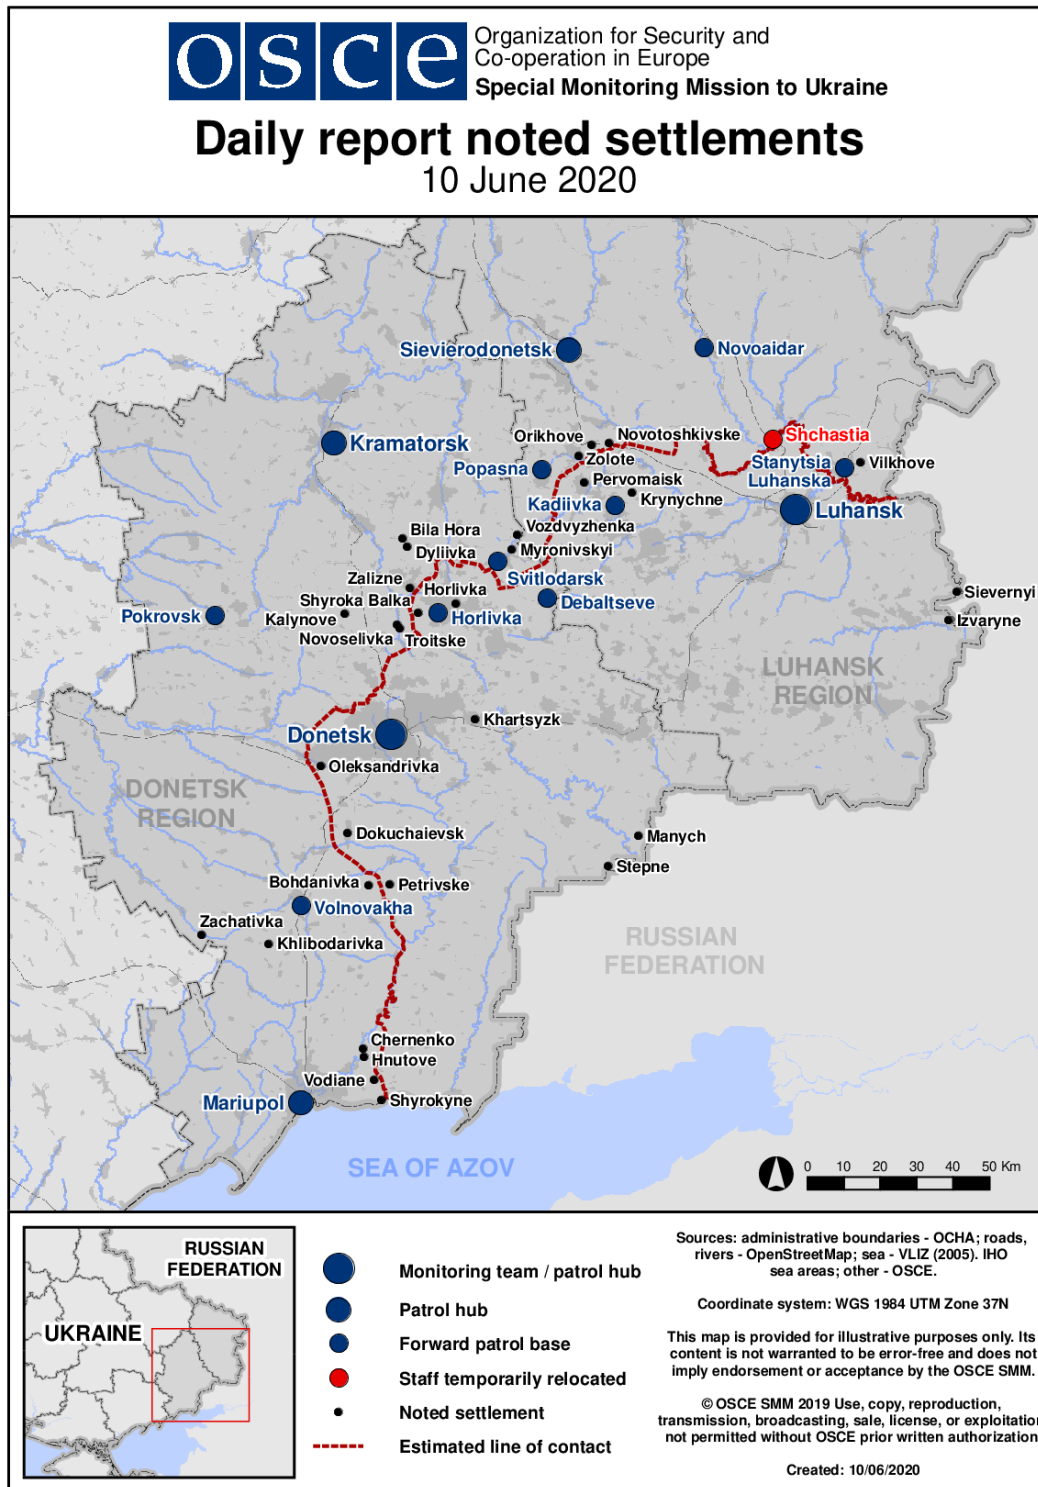 osce
Organization for Security and
Co-operation in Europe
Special Monitoring Mission to Ukraine
Daily report noted settlements
10 June 2020
Sievierodonetsk
Novoaidar
Kramatorsk
Orikhove
Novotoshkivske
Shchastia
Popasna
Zolote
Stanytsia
Luhanska
Vilkhove
Pervomaisk
Kadiivka
Krynychne
Luhansk
Bila Hora
Vozdvyzhenka
Dyliivka
Myronivskyi
Svitlodarsk
Zalizne
Horlivka
Debaltseve
Sievernyi
Shyroka Balka
Pokrovsk
Kalynove
Horlivka
Izvaryne
Novoselivka
Troitske
LUHANSK
REGION
Khartsyzk
Donetsk
Oleksandrivka
DONETSK
REGION
Dokuchaievsk
Manych
Stepne
Bohdanivka
Petrivske
Volnovakha
Zachativka
Khlibodarivka
RUSSIAN
FEDERATION
Chernenko
Hnutove
Vodiane
Mariupol
Shyrokyne
SEA OF AZOV
0 10 20 30 40 50 Km
RUSSIAN
FEDERATION
UKRAINE
Monitoring team / patrol hub
Patrol hub
Forward patrol base
Staff temporarily relocated
Noted settlement
Estimated line of contact
Sources: administrative boundaries - OCHA; roads,
rivers - OpenStreetMap; sea - VLIZ (2005). IHO
sea areas; other - OSCE.
Coordinate system: WGS 1984 UTM Zone 37N
This map is provided for illustrative purposes only. Its
content is not warranted to be error-free and does not
imply endorsement or acceptance by the OSCE SMM.
© OSCE SMM 2019 Use, copy, reproduction,
transmission, broadcasting, sale, license, or exploitation
not permitted without OSCE prior written authorization
Created: 10/06/2020